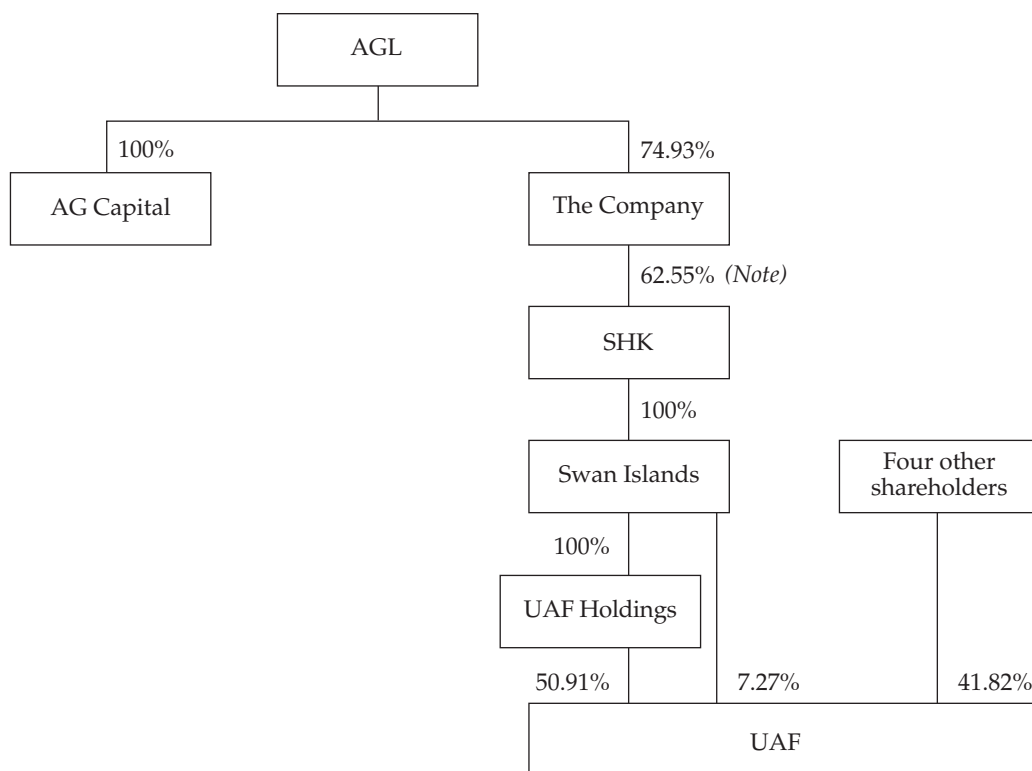 AGL
100%
74.93%
AG Capital
The Company
62.55% (Note)
SHK
100%
Swan Islands
Four other
shareholders
100%
UAF Holdings
50.91%
7.27%
41.82%
UAF